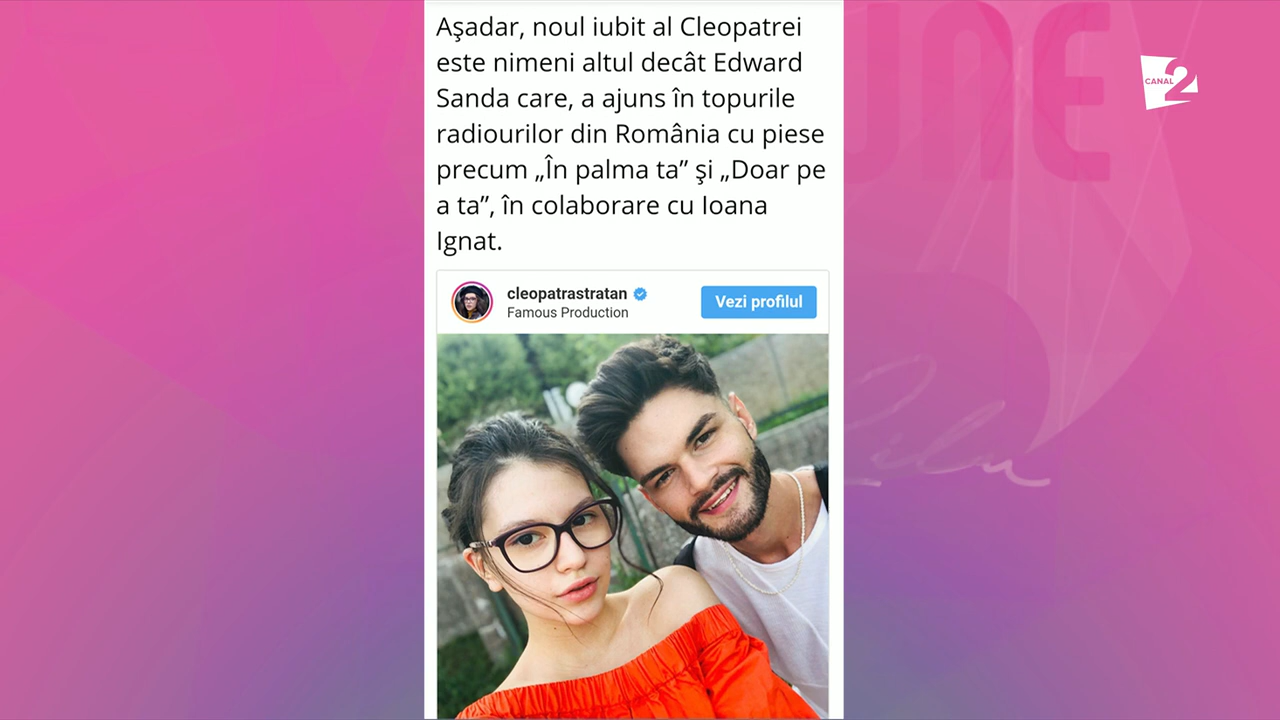 Aşadar, noul iubit al Cleopatrei
este nimeni altul decât Edward
Sanda care, a ajuns în topurile
radiourilor din România cu piese
precum „În palma ta” şi „Doar pe
a ta”, în colaborare cu Ioana
Ignat.
cleopatrastratan
Famous Production
Vezi profilul
CANAL 2
UNE